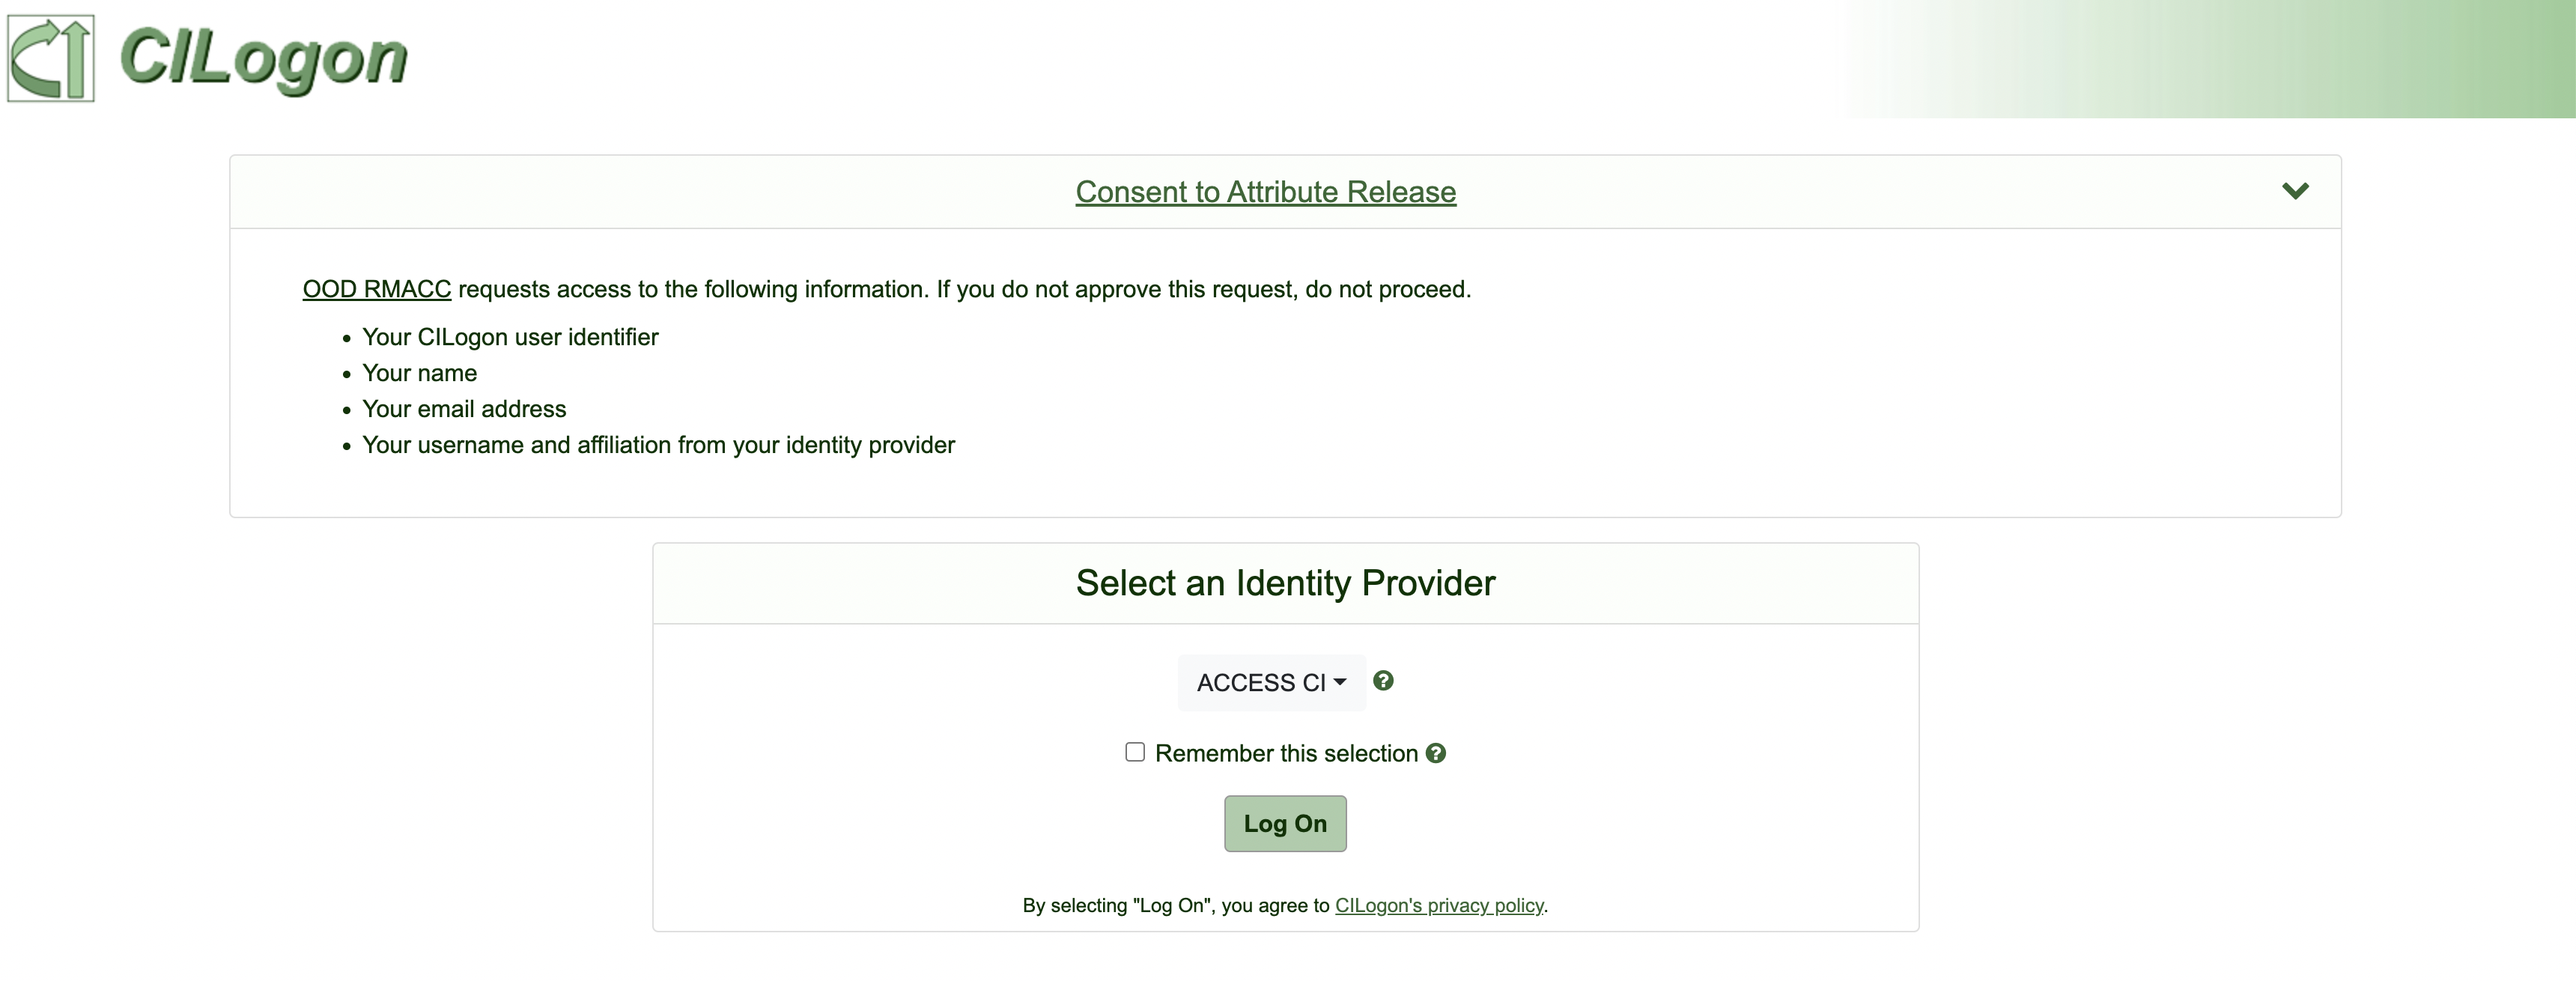 CILogon
Consent to Attribute Release
OOD RMACC requests access to the following information. If you do not approve this request, do not proceed.
• Your CILogon user identifier
• Your name
• Your email address
• Your username and affiliation from your identity provider
Select an Identity Provider
ACCESS CI
Remember this selection
Log On
By selecting "Log On", you agree to CILogon's privacy policy.